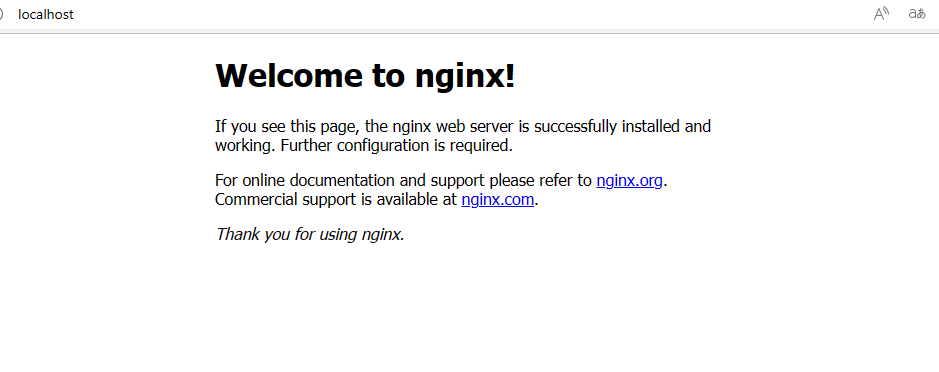 localhost
Welcome to nginx!
If you see this page, the nginx web server is successfully installed and
working. Further configuration is required.
For online documentation and support please refer to nginx.org.
Commercial support is available at nginx.com.
Thank you for using nginx.